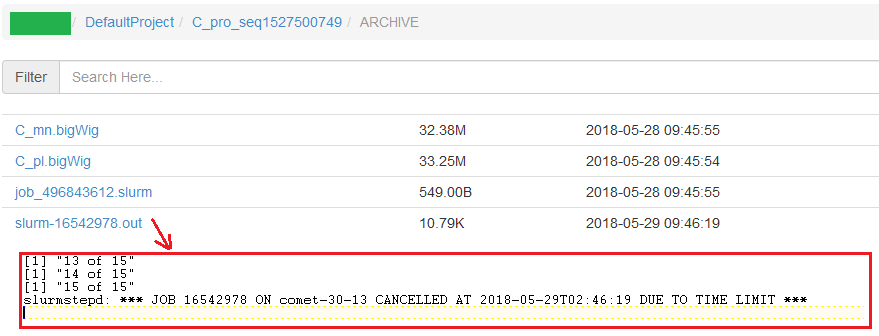 / DefaultProject / C_pro_seq1527500749 / ARCHIVE
Filter Search Here...
C_mn.bigWig 32.38M 2018-05-28 09:45:55
C_pl.bigWig 33.25M 2018-05-28 09:45:54
job_496843612.slurm 549.00B 2018-05-28 09:45:55
slurm-16542978.out 10.79K 2018-05-29 09:46:19
[1] "13 of 15"
[1] "14 of 15"
[1] "15 of 15"
slurmstepd: *** JOB 16542978 ON comet-30-13 CANCELLED AT 2018-05-29T02:46:19 DUE TO TIME LIMIT ***